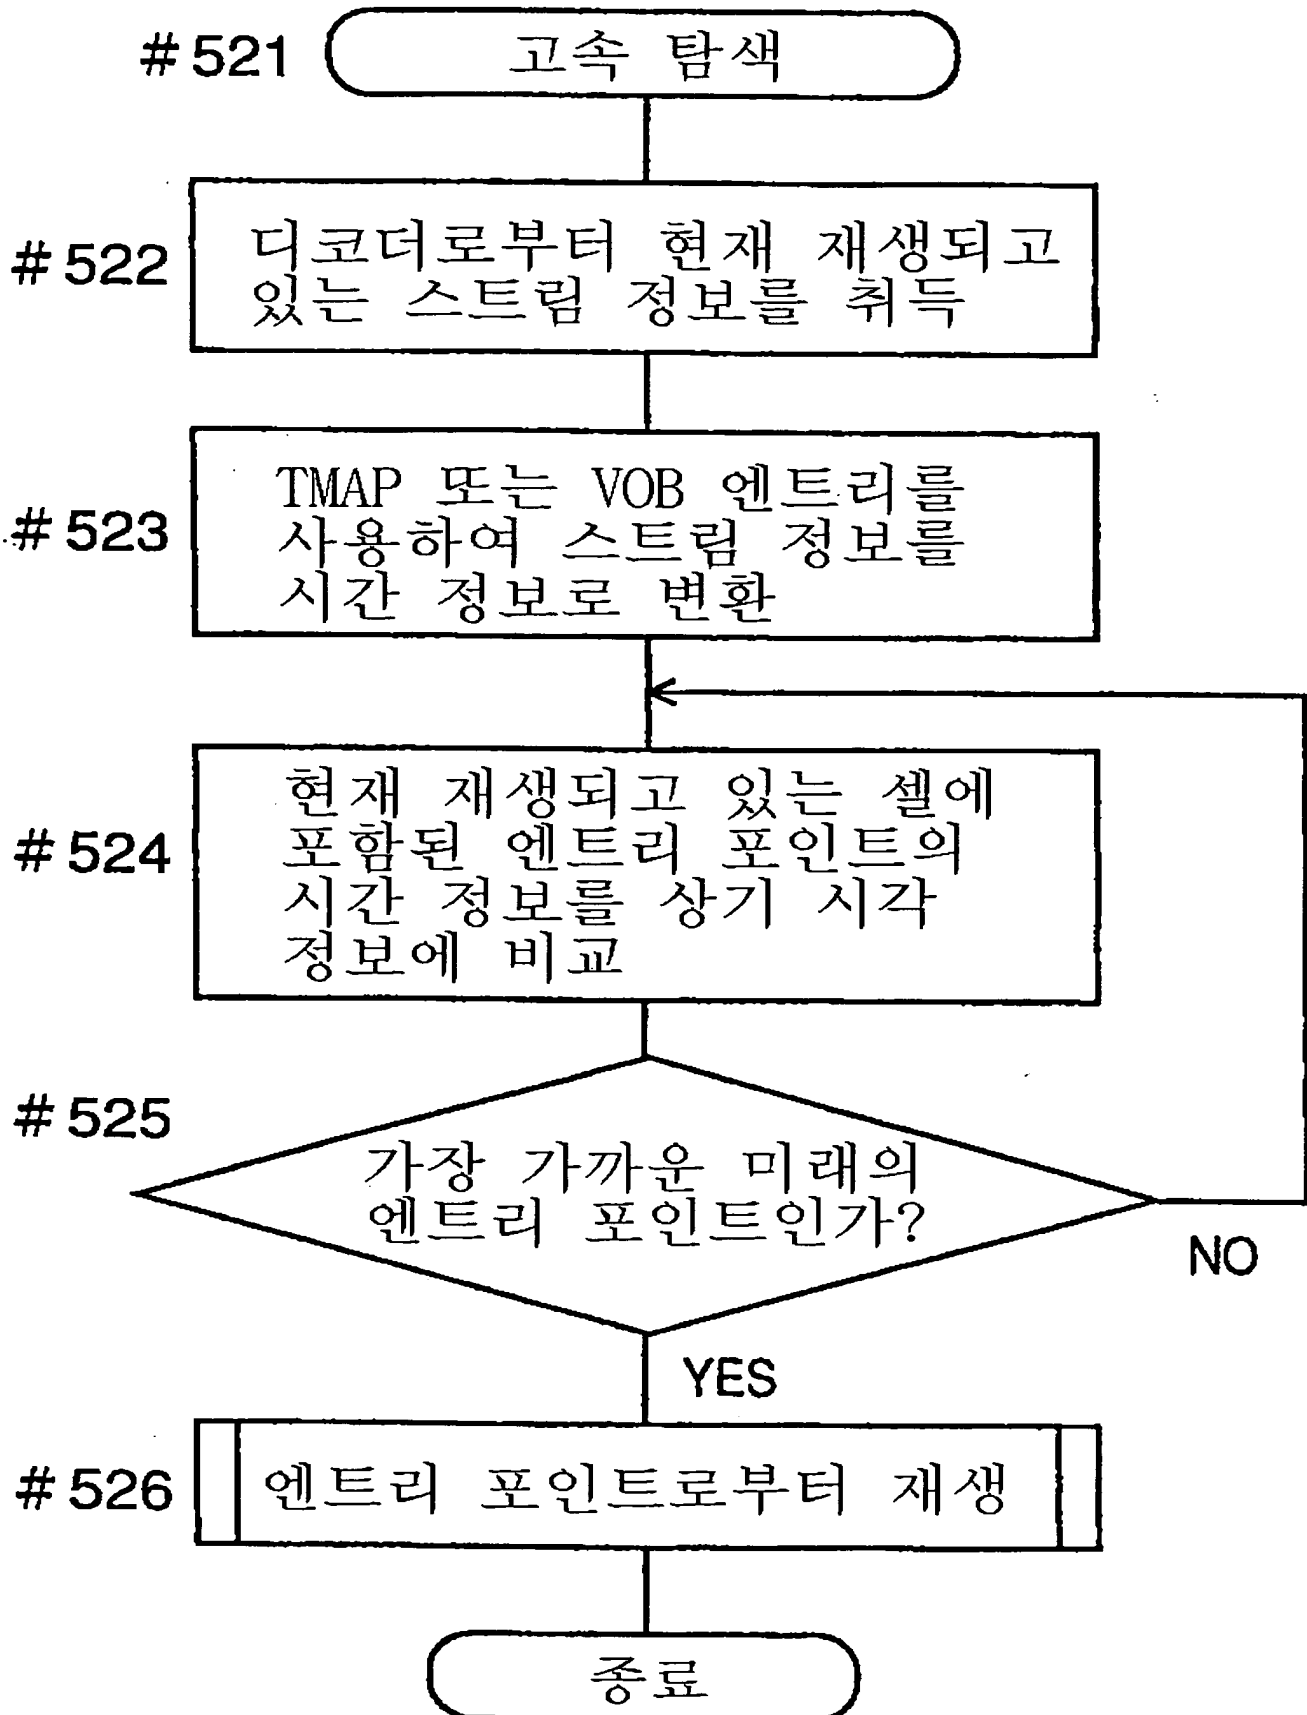 #521 고속 탐색
#522
디코더로부터 현재 재생되고
있는 스트림 정보를 취득
#523
TMAP 또는 VOB 엔트리를
사용하여 스트림 정보를
시간 정보로 변환
#524
현재 재생되고 있는 셀에
포함된 엔트리 포인트의
시간 정보를 상기 시각
정보에 비교
#525
가장 가까운 미래의
엔트리 포인트인가?
NO
YES
#526 엔트리 포인트로부터 재생
종료